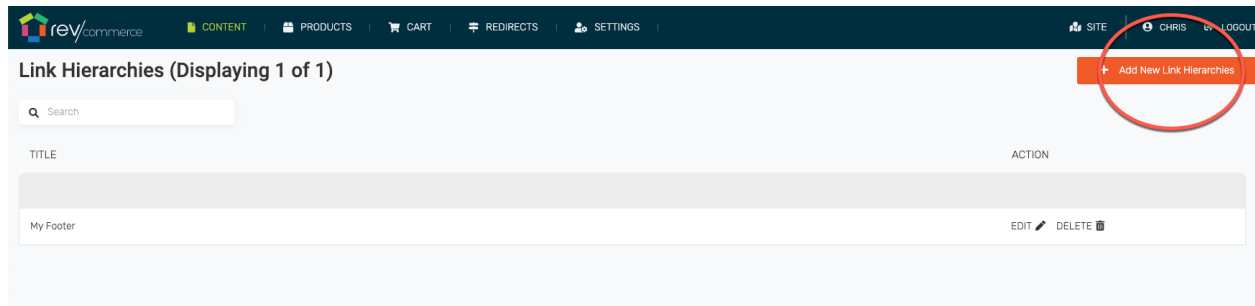 rev/commerce CONTENT PRODUCTS CART REDIRECTS SETTINGS SITE CHRIS LOGOUT
Link Hierarchies (Displaying 1 of 1)
+ Add New Link Hierarchies
Search
TITLE ACTION
My Footer EDIT DELETE